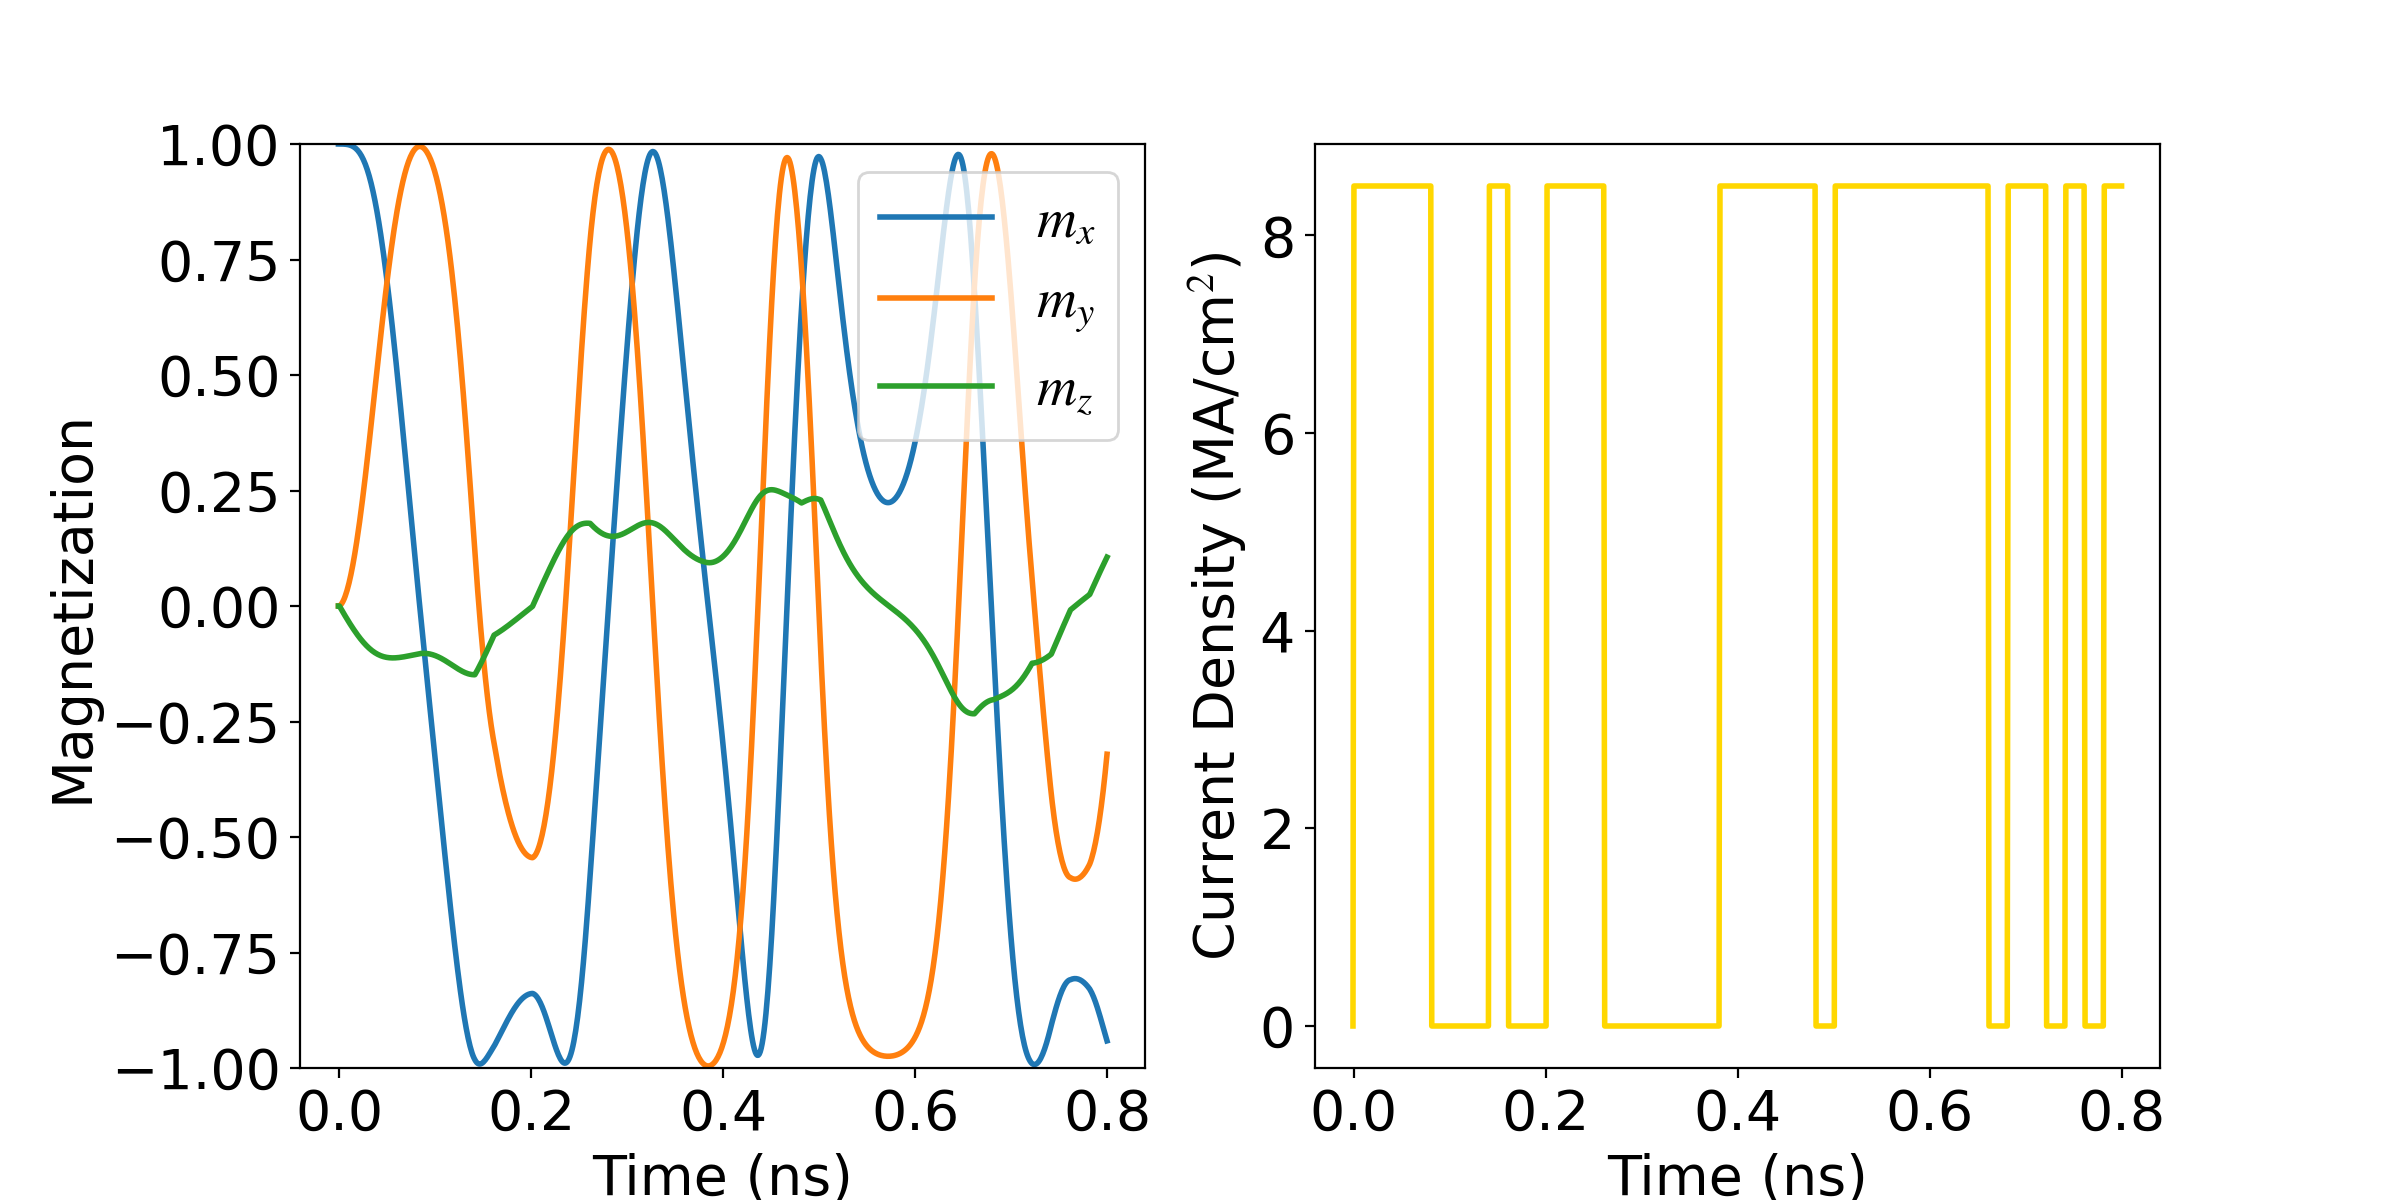 Magnetization
1.00
0.75
0.50
0.25
0.00
−0.25
−0.50
−0.75
−1.00
0.0 0.2 0.4 0.6 0.8
Time (ns)
m_x
m_y
m_z
Current Density (MA/cm²)
8
6
4
2
0
0.0 0.2 0.4 0.6 0.8
Time (ns)